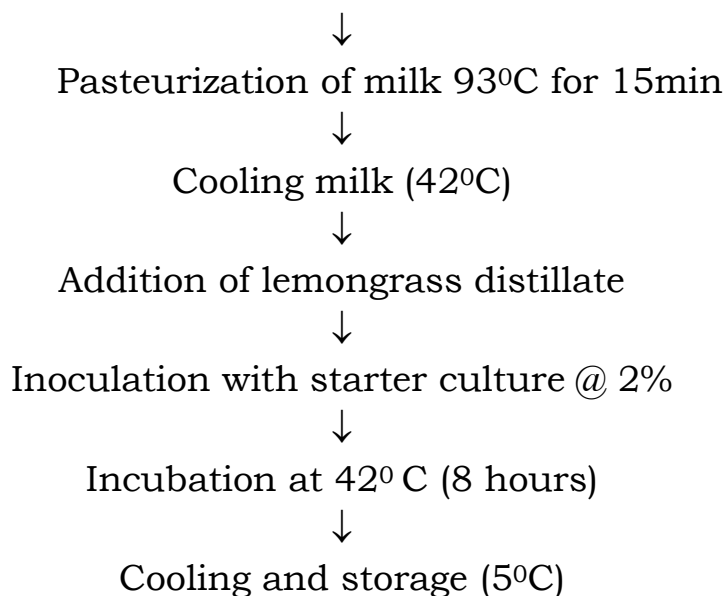 ↓
Pasteurization of milk 93⁰C for 15min
↓
Cooling milk (42⁰C)
↓
Addition of lemongrass distillate
↓
Inoculation with starter culture @ 2%
↓
Incubation at 42⁰ C (8 hours)
↓
Cooling and storage (5⁰C)